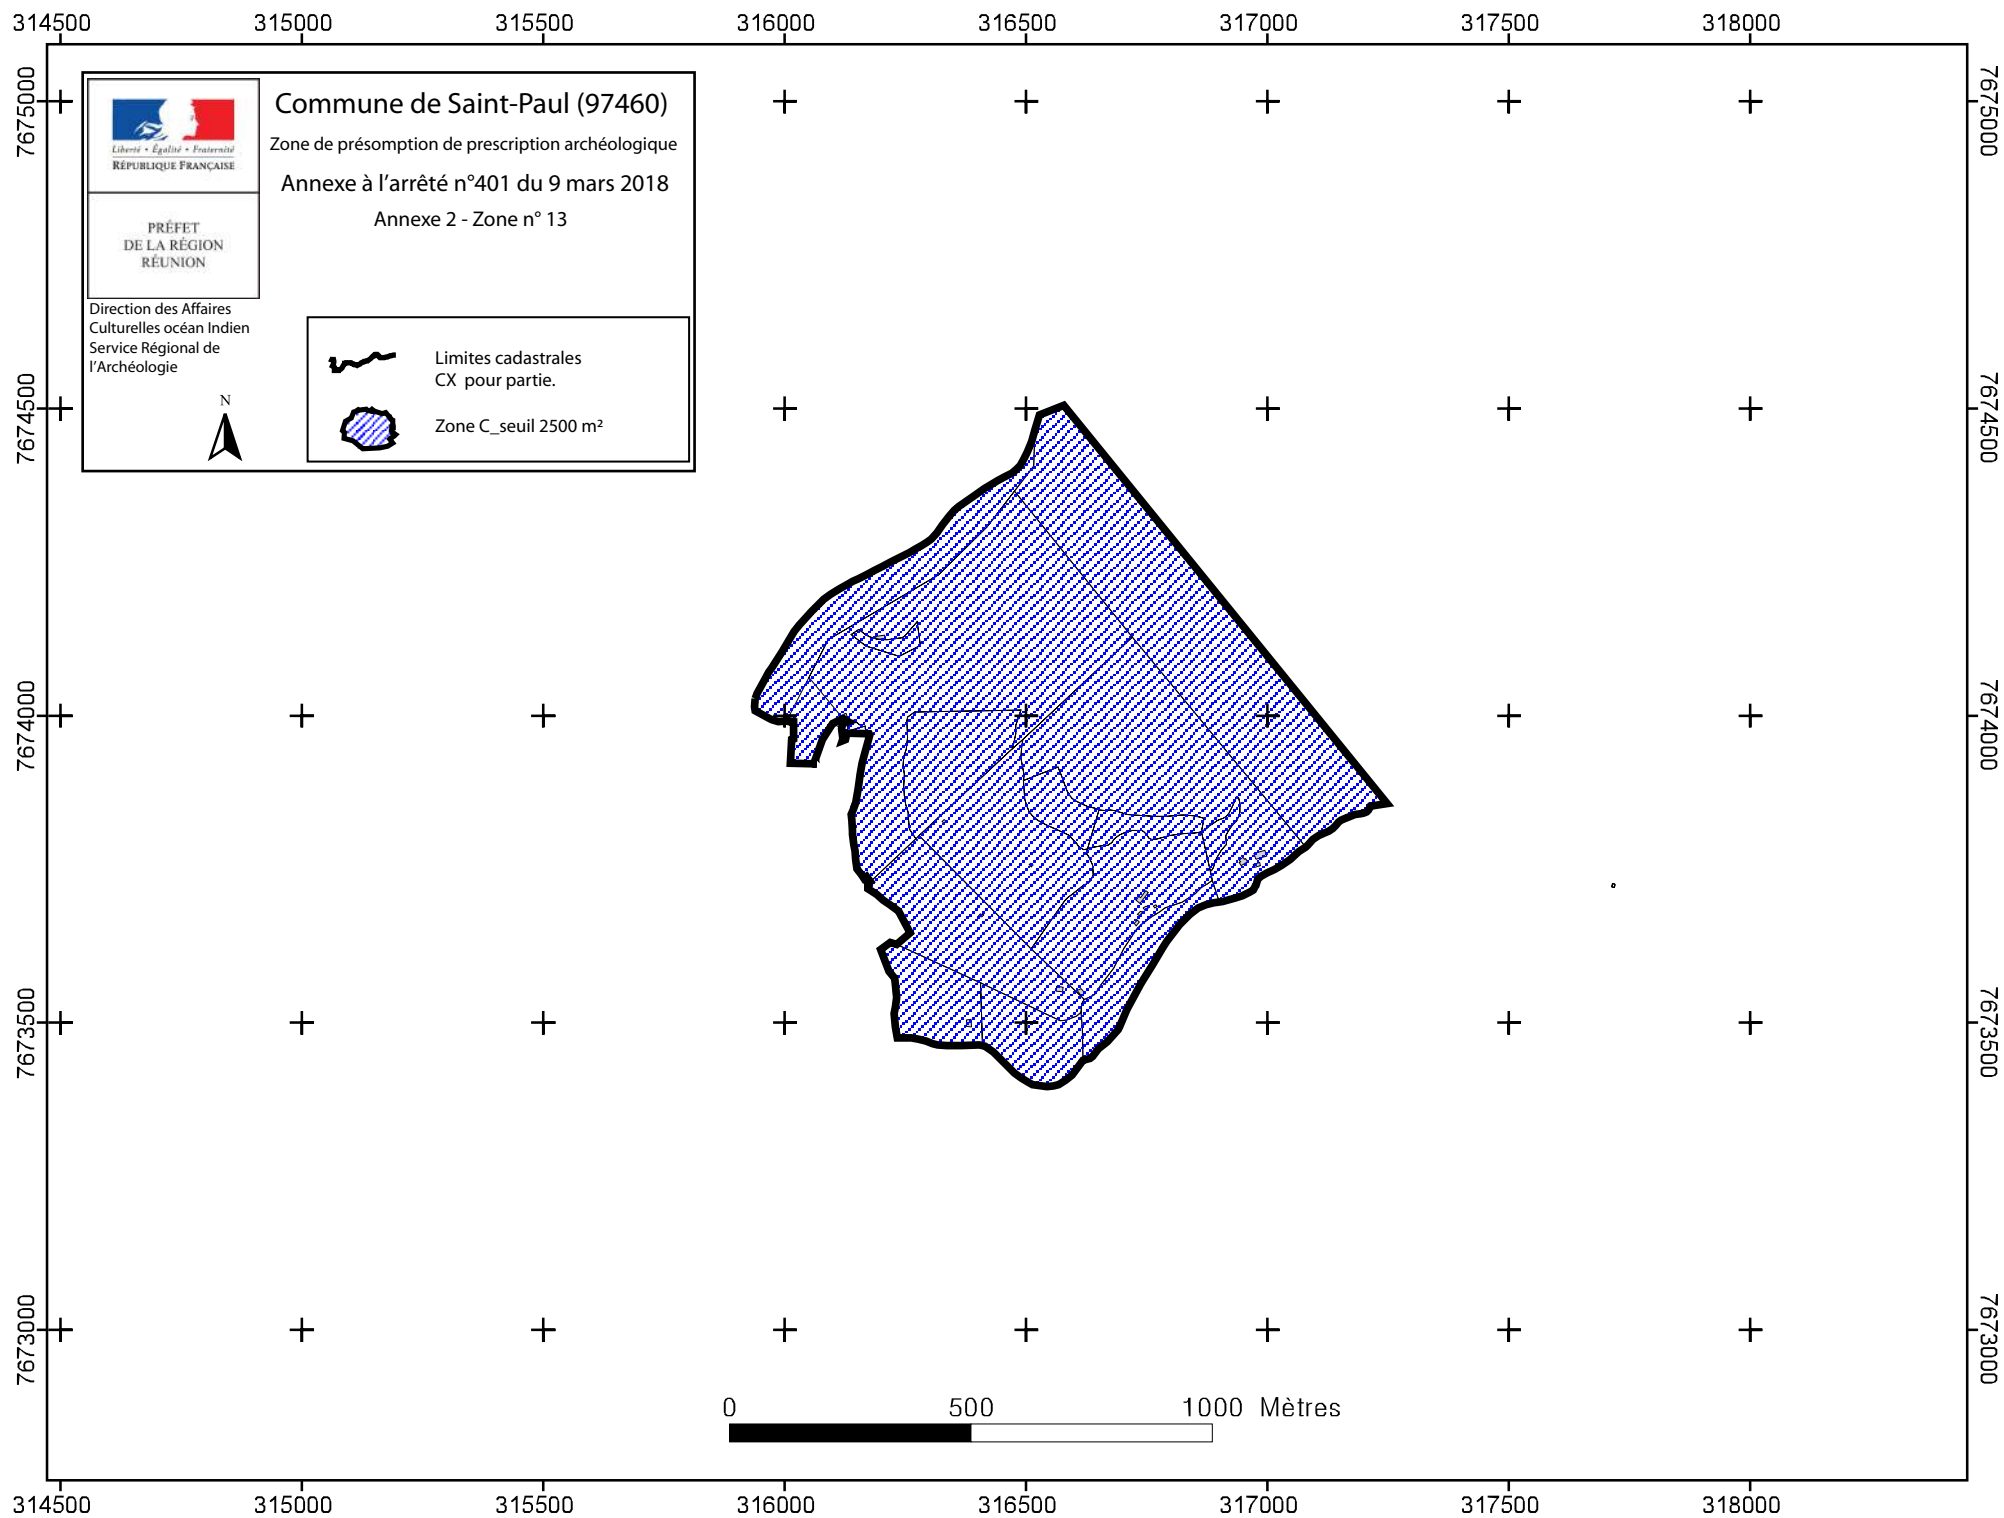 314500 315000 315500 316000 316500 317000 317500 318000
7675000
7674500
7674000
7673500
7673000
Liberté • Égalité • Fraternité
RÉPUBLIQUE FRANÇAISE
PRÉFET
DE LA RÉGION
RÉUNION
Direction des Affaires
Culturelles océan Indien
Service Régional de
l'Archéologie
N
Commune de Saint-Paul (97460)
Zone de présomption de prescription archéologique
Annexe à l'arrêté n°401 du 9 mars 2018
Annexe 2 - Zone n° 13
Limites cadastrales
CX pour partie.
Zone C_seuil 2500 m²
7675000
7674500
7674000
7673500
7673000
0 500 1000 Mètres
314500 315000 315500 316000 316500 317000 317500 318000